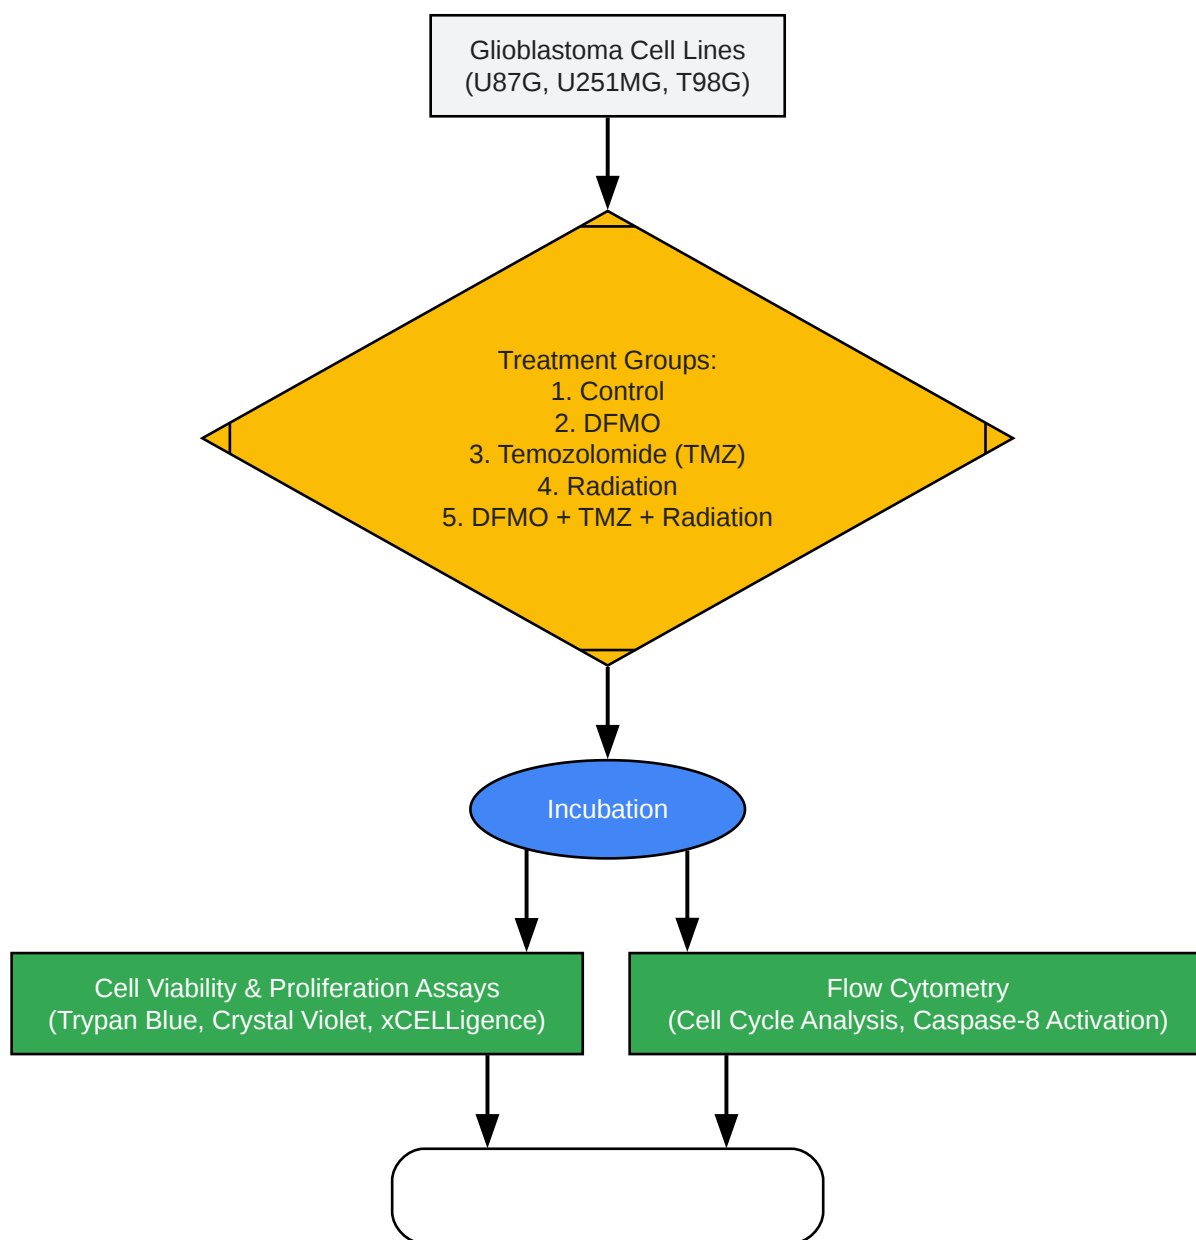 Glioblastoma Cell Lines
(U87G, U251MG, T98G)
Treatment Groups:
1. Control
2. DFMO
3. Temozolomide (TMZ)
4. Radiation
5. DFMO + TMZ + Radiation
Incubation
Cell Viability & Proliferation Assays
(Trypan Blue, Crystal Violet, xCELLigence)
Flow Cytometry
(Cell Cycle Analysis, Caspase-8 Activation)